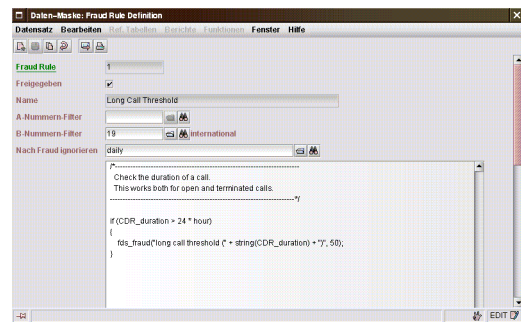 Daten-Maske: Fraud Rule Definition
Datensatz Bearbeiten Ref. Tabellen Berichte Funktionen Fenster Hilfe
Fraud Rule 1
Freigegeben
Name Long Call Threshold
A-Nummern-Filter
B-Nummern-Filter 19 international
Nach Fraud ignorieren daily
/*------------------------------------------------------------
Check the duration of a call.
This works both for open and terminated calls.
------------------------------------------------------------*/
if (CDR_duration > 24 * hour)
{
fds_fraud("long call threshold (" + string(CDR_duration) + ")", 50);
}
EDIT